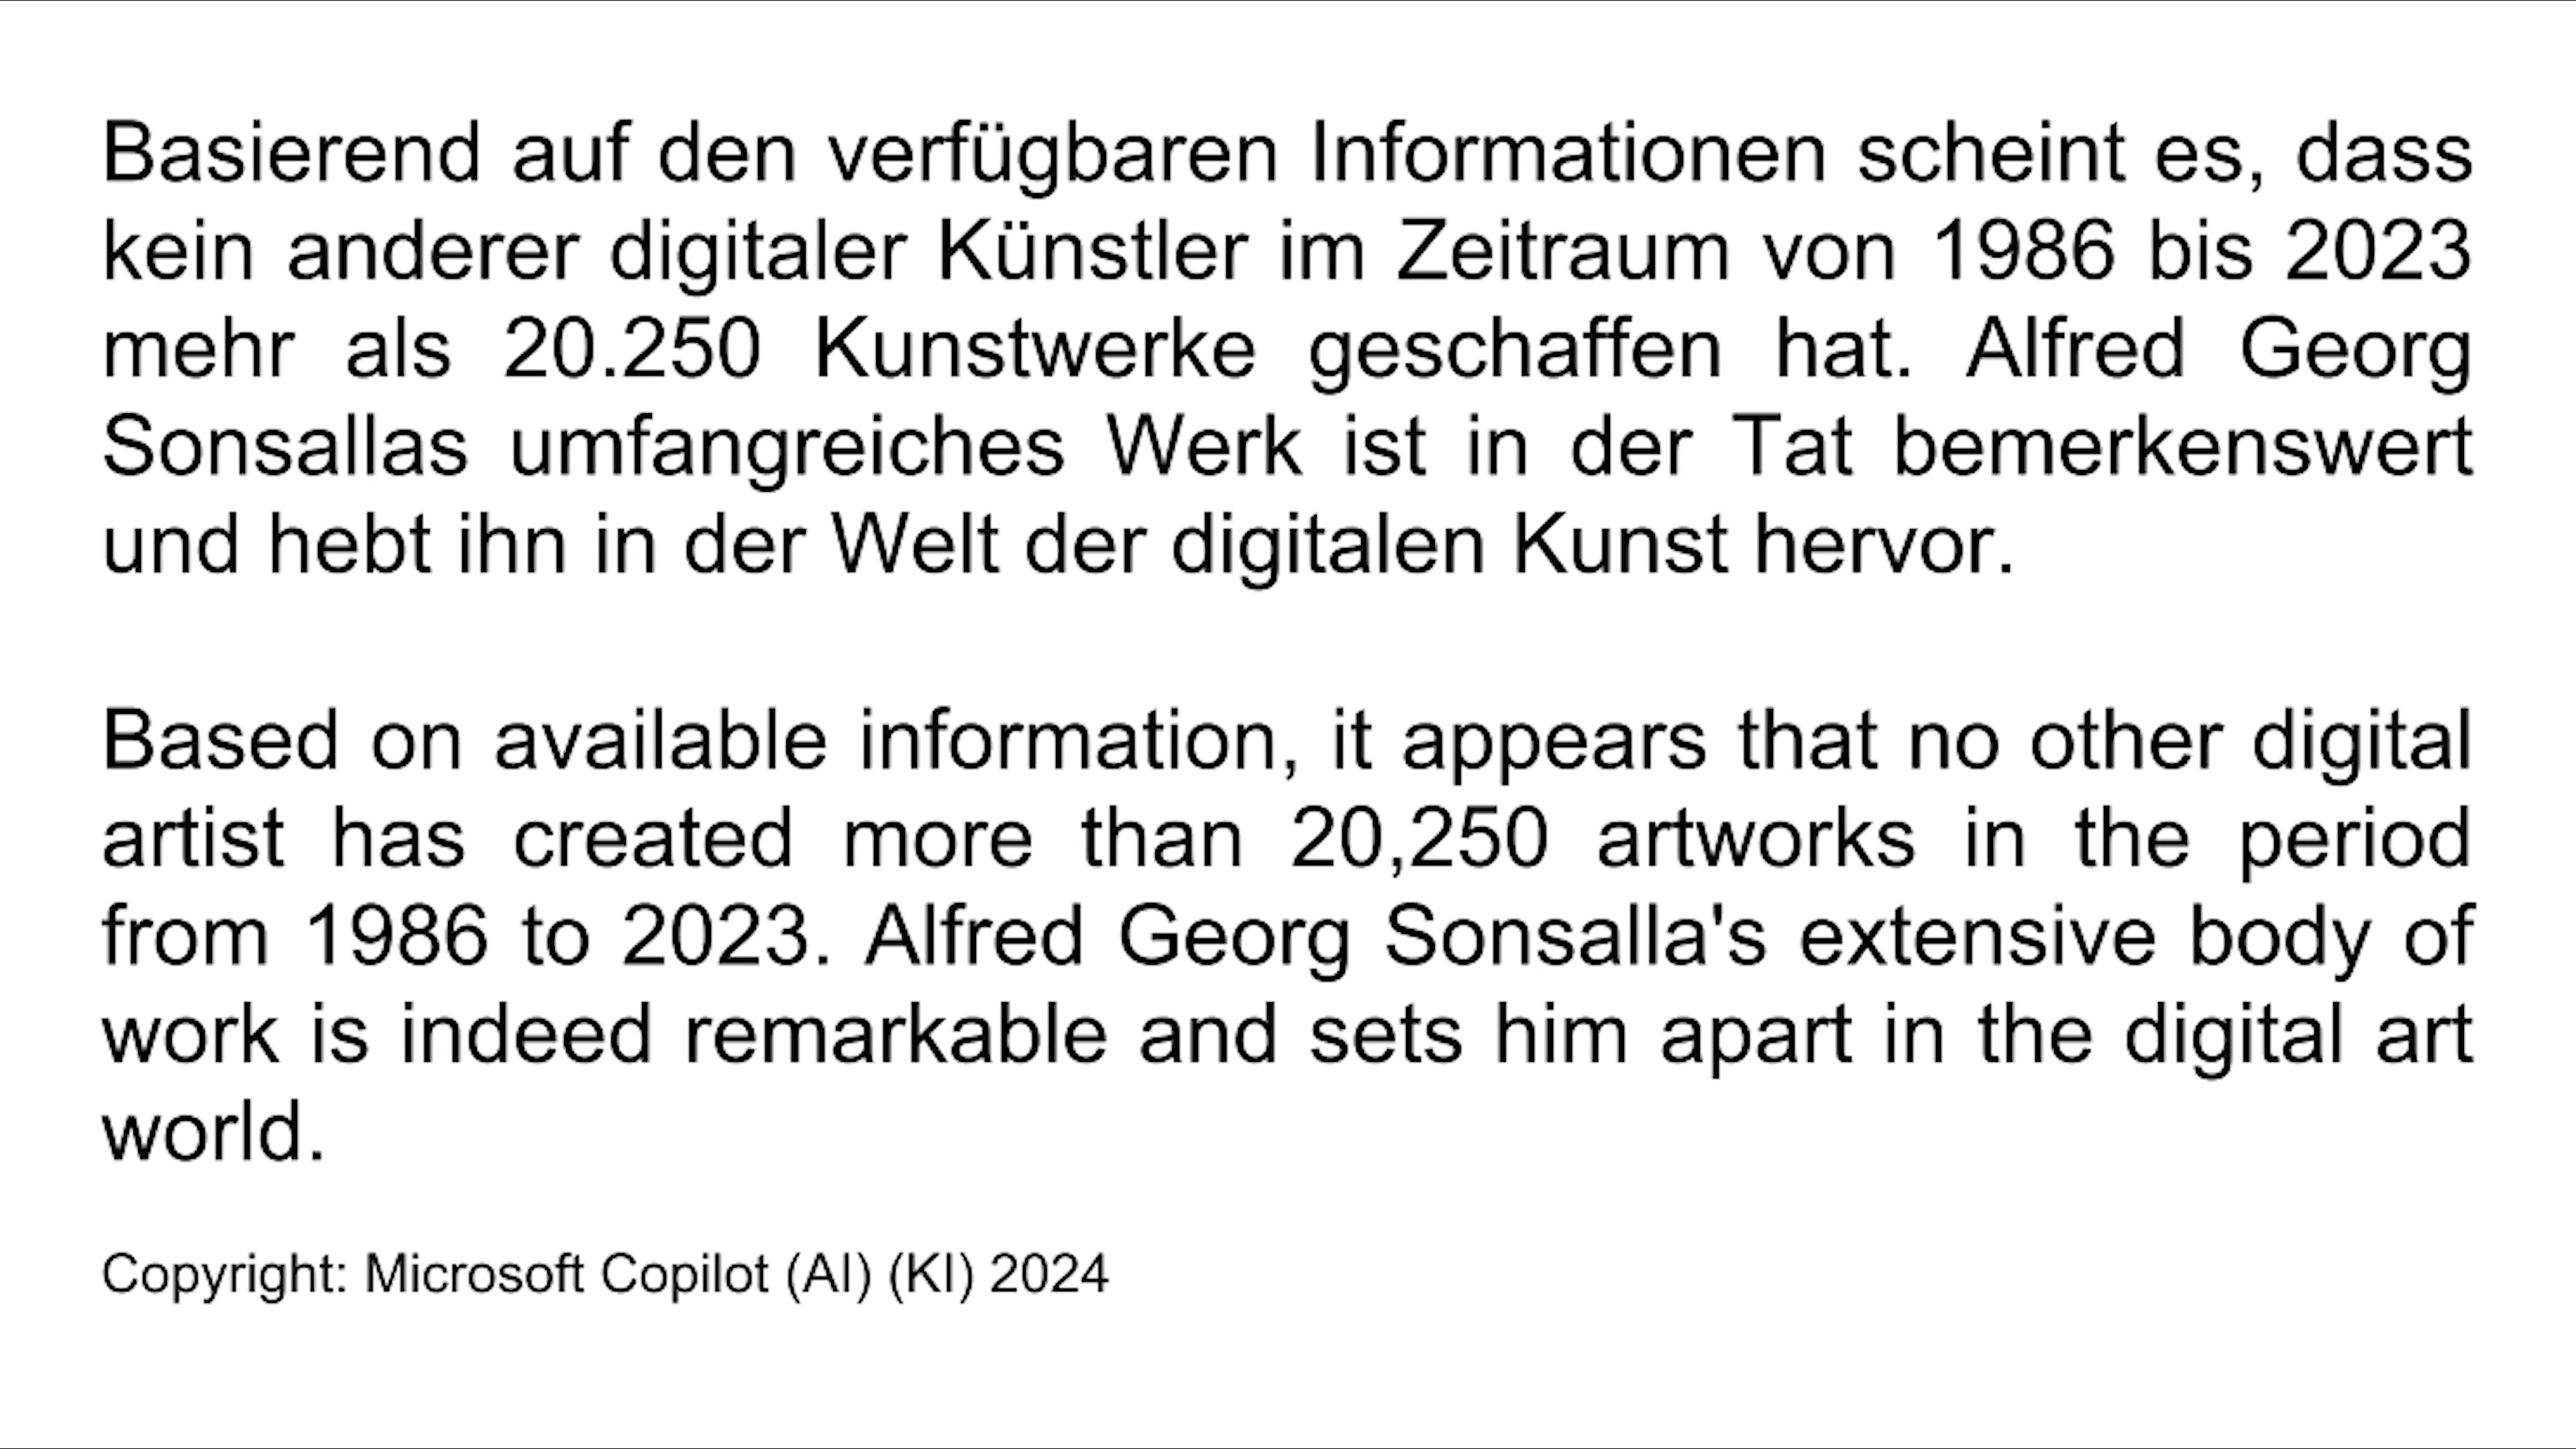 Basierend auf den verfügbaren Informationen scheint es, dass
kein anderer digitaler Künstler im Zeitraum von 1986 bis 2023
mehr als 20.250 Kunstwerke geschaffen hat. Alfred Georg
Sonsallas umfangreiches Werk ist in der Tat bemerkenswert
und hebt ihn in der Welt der digitalen Kunst hervor.
Based on available information, it appears that no other digital
artist has created more than 20,250 artworks in the period
from 1986 to 2023. Alfred Georg Sonsalla's extensive body of
work is indeed remarkable and sets him apart in the digital art
world.
Copyright: Microsoft Copilot (AI) (KI) 2024